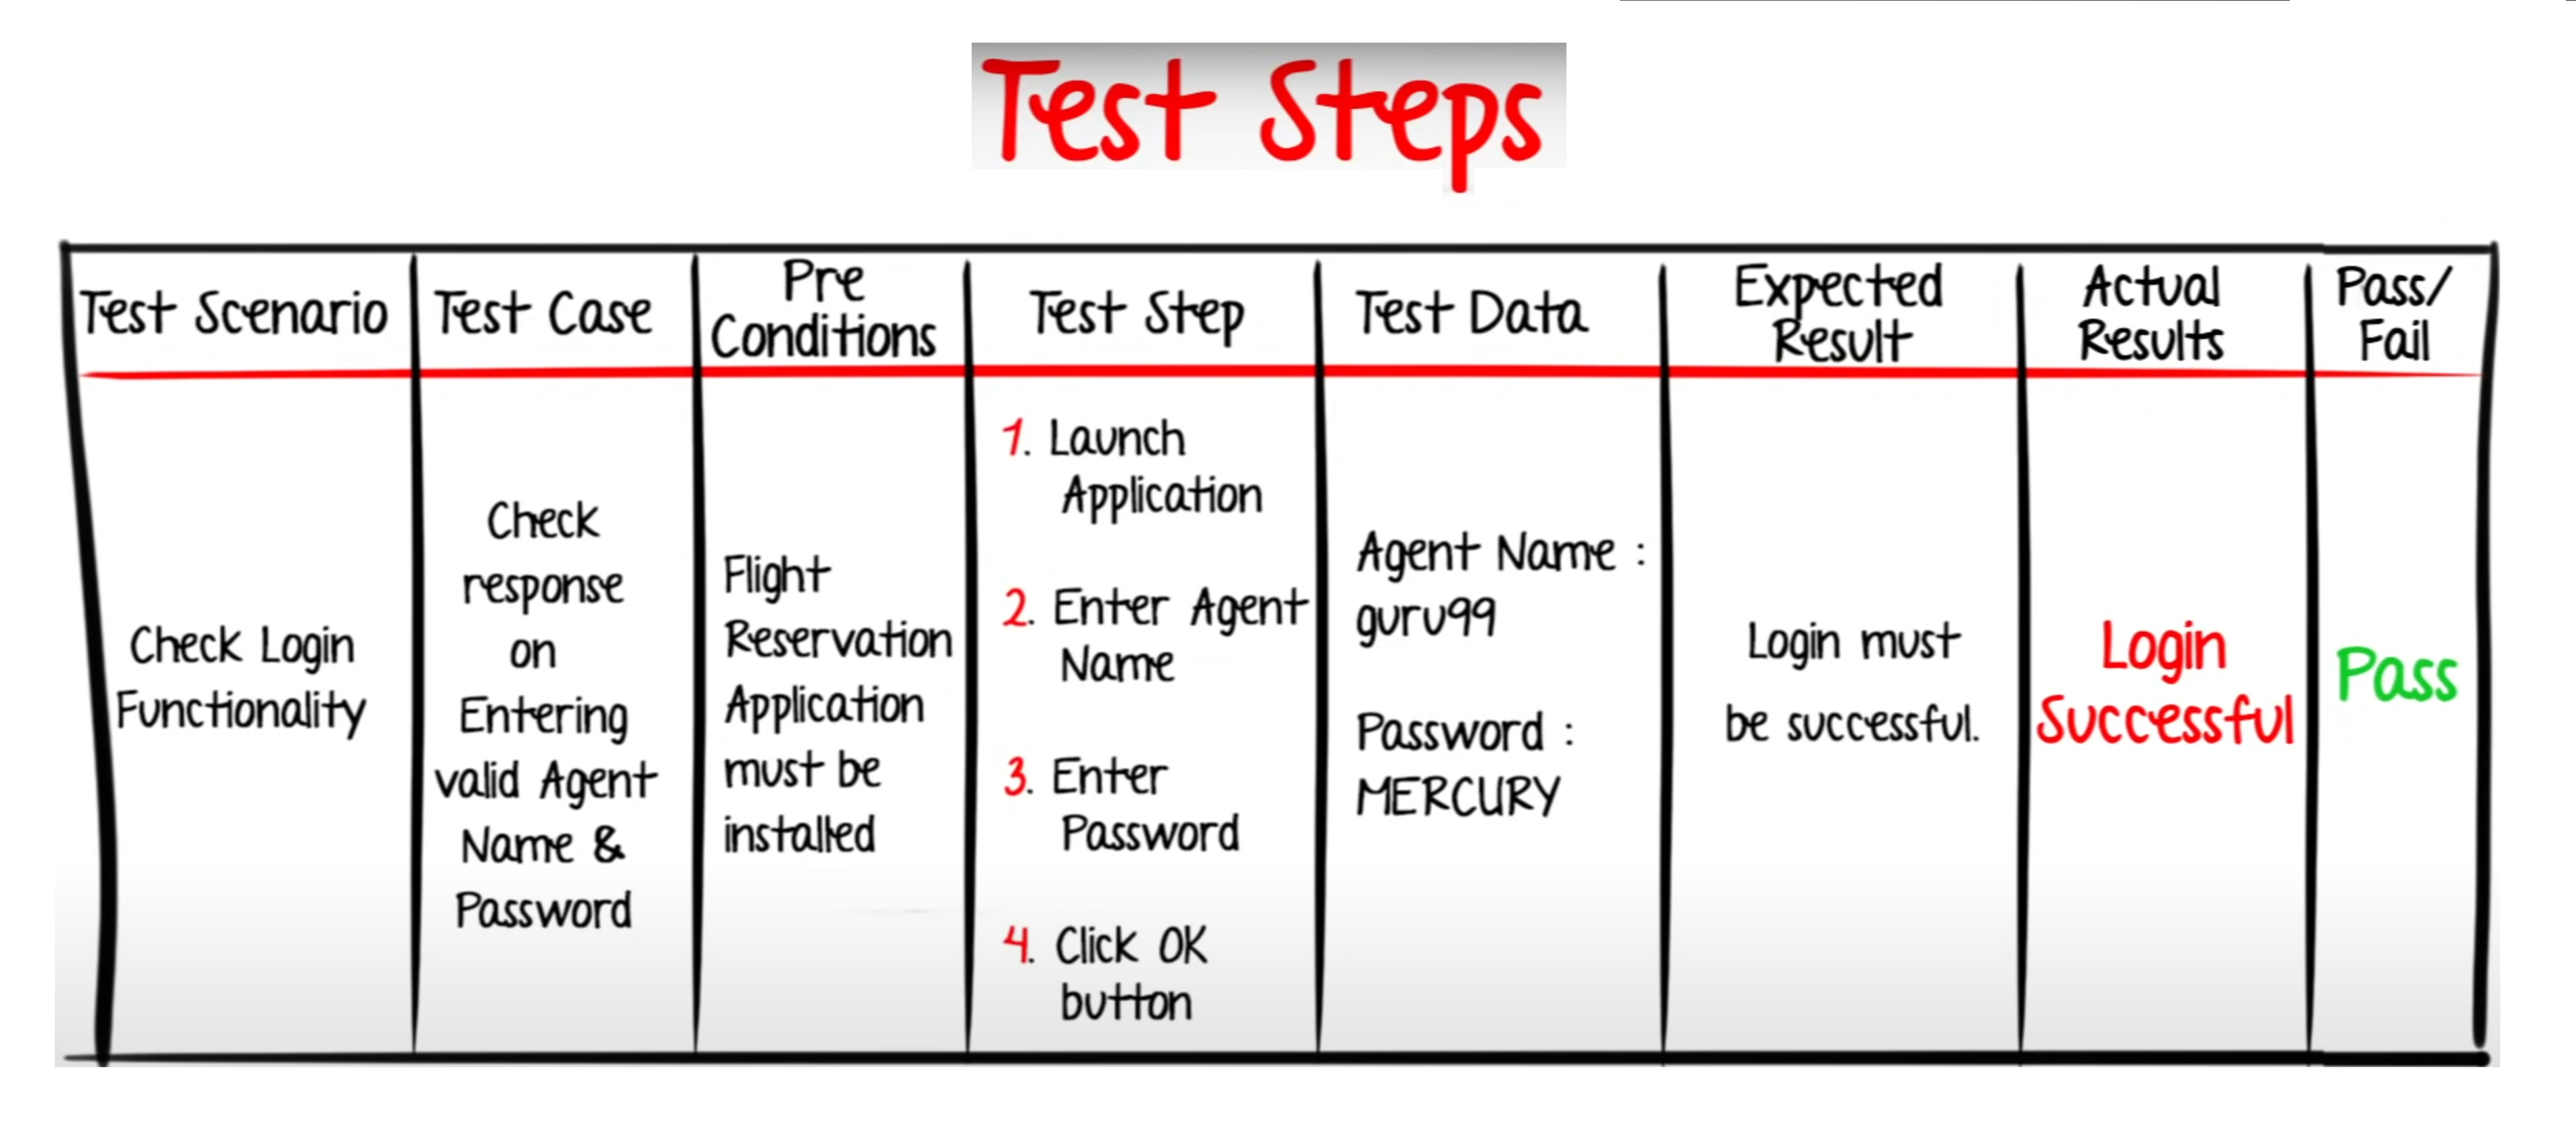 Test Steps
Test Scenario
Test Case
Pre
Conditions
Test Step
Test Data
Expected
Result
Actual
Results
Pass/
Fail
Check Login
Functionality
Check
response
on
Entering
valid Agent
Name &
Password
Flight
Reservation
Application
must be
installed
1. Launch
Application
2. Enter Agent
Name
3. Enter
Password
4. Click OK
button
Agent Name :
guru99
Password :
MERCURY
Login must
be successful.
Login
Successful
Pass